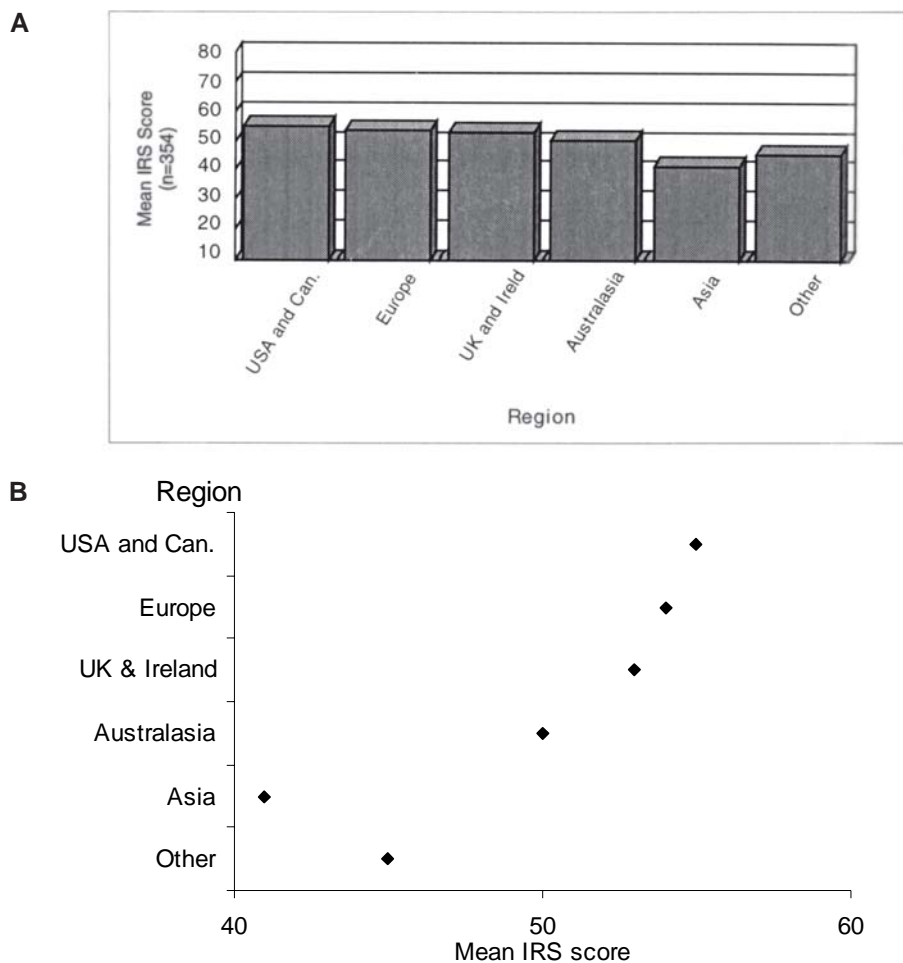 A
Mean IRS Score
(n=354)
80
70
60
50
40
30
20
10
USA and Can.
Europe
UK and Ireld
Australasia
Asia
Other
Region
B
Region
USA and Can.
Europe
UK & Ireland
Australasia
Asia
Other
40
50
60
Mean IRS score